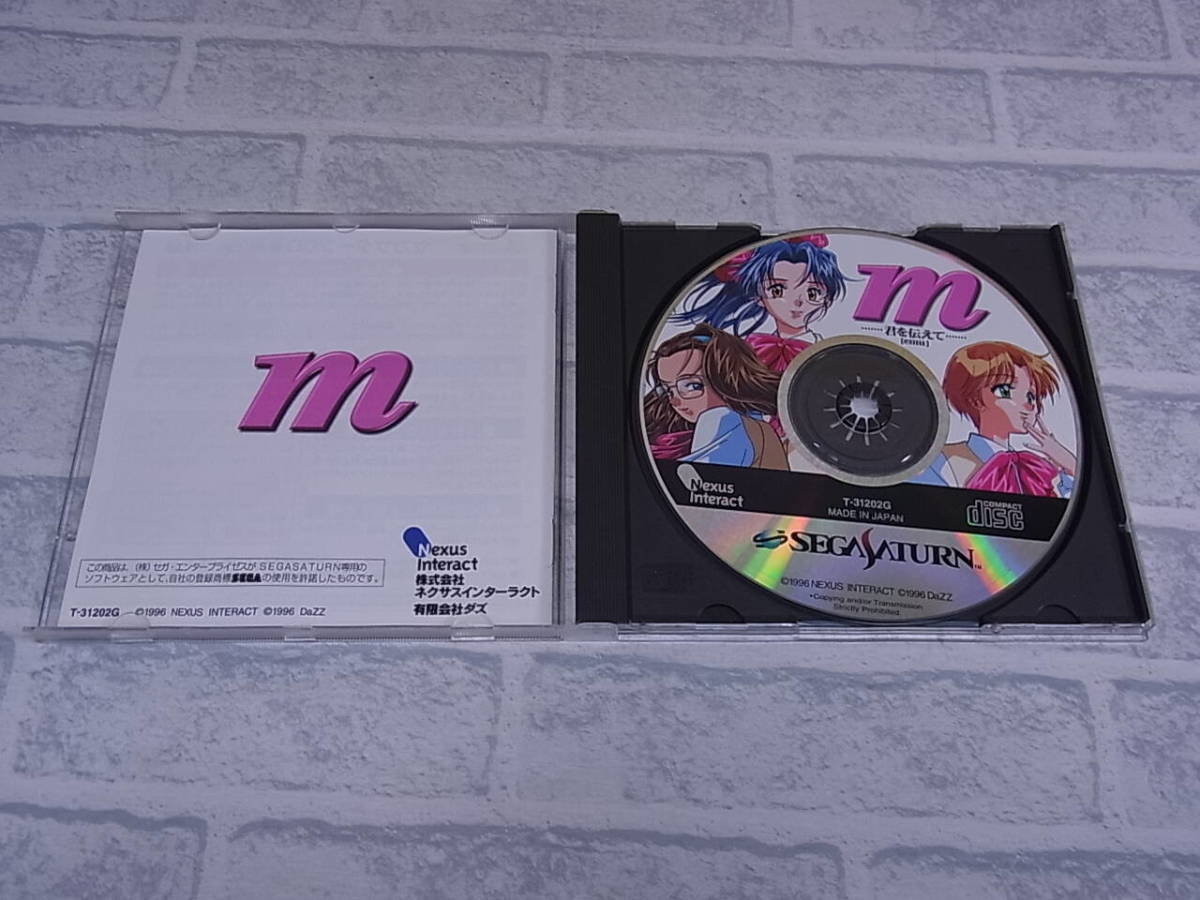 m
Nexus
Interact
株式会社
ネクサスインターラクト
有限会社ダズ
この商品は、(株)セガ・エンタープライゼスがSEGASATURN専用の
ソフトウェアとして、自社の登録商標SEGAの使用を許諾したものです。
T-31202G ©1996 NEXUS INTERACT ©1996 DaZZ
m
君を伝えて
[emu]
Nexus
Interact
T-31202G
MADE IN JAPAN
COMPACT
disc
SEGASATURN™
©1996 NEXUS INTERACT ©1996 DaZZ
•Copying and/or Transmission
Strictly Prohibited.